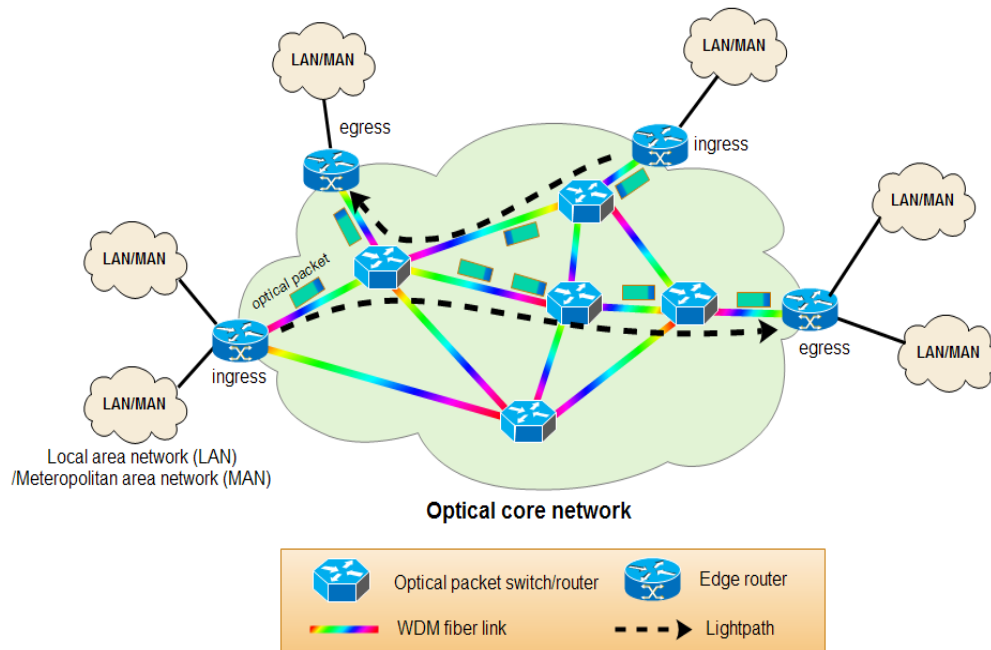 LAN/MAN
LAN/MAN
egress
ingress
LAN/MAN
LAN/MAN
optical packet
ingress
egress
LAN/MAN
LAN/MAN
Local area network (LAN)
/Meteropolitan area network (MAN)
Optical core network
Optical packet switch/router
Edge router
WDM fiber link
Lightpath